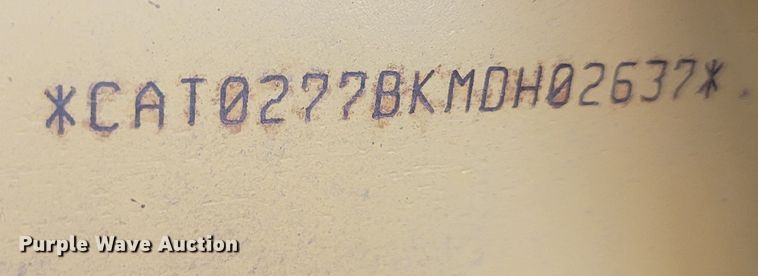 *CAT0277BKMDH02637*
Purple Wave Auction